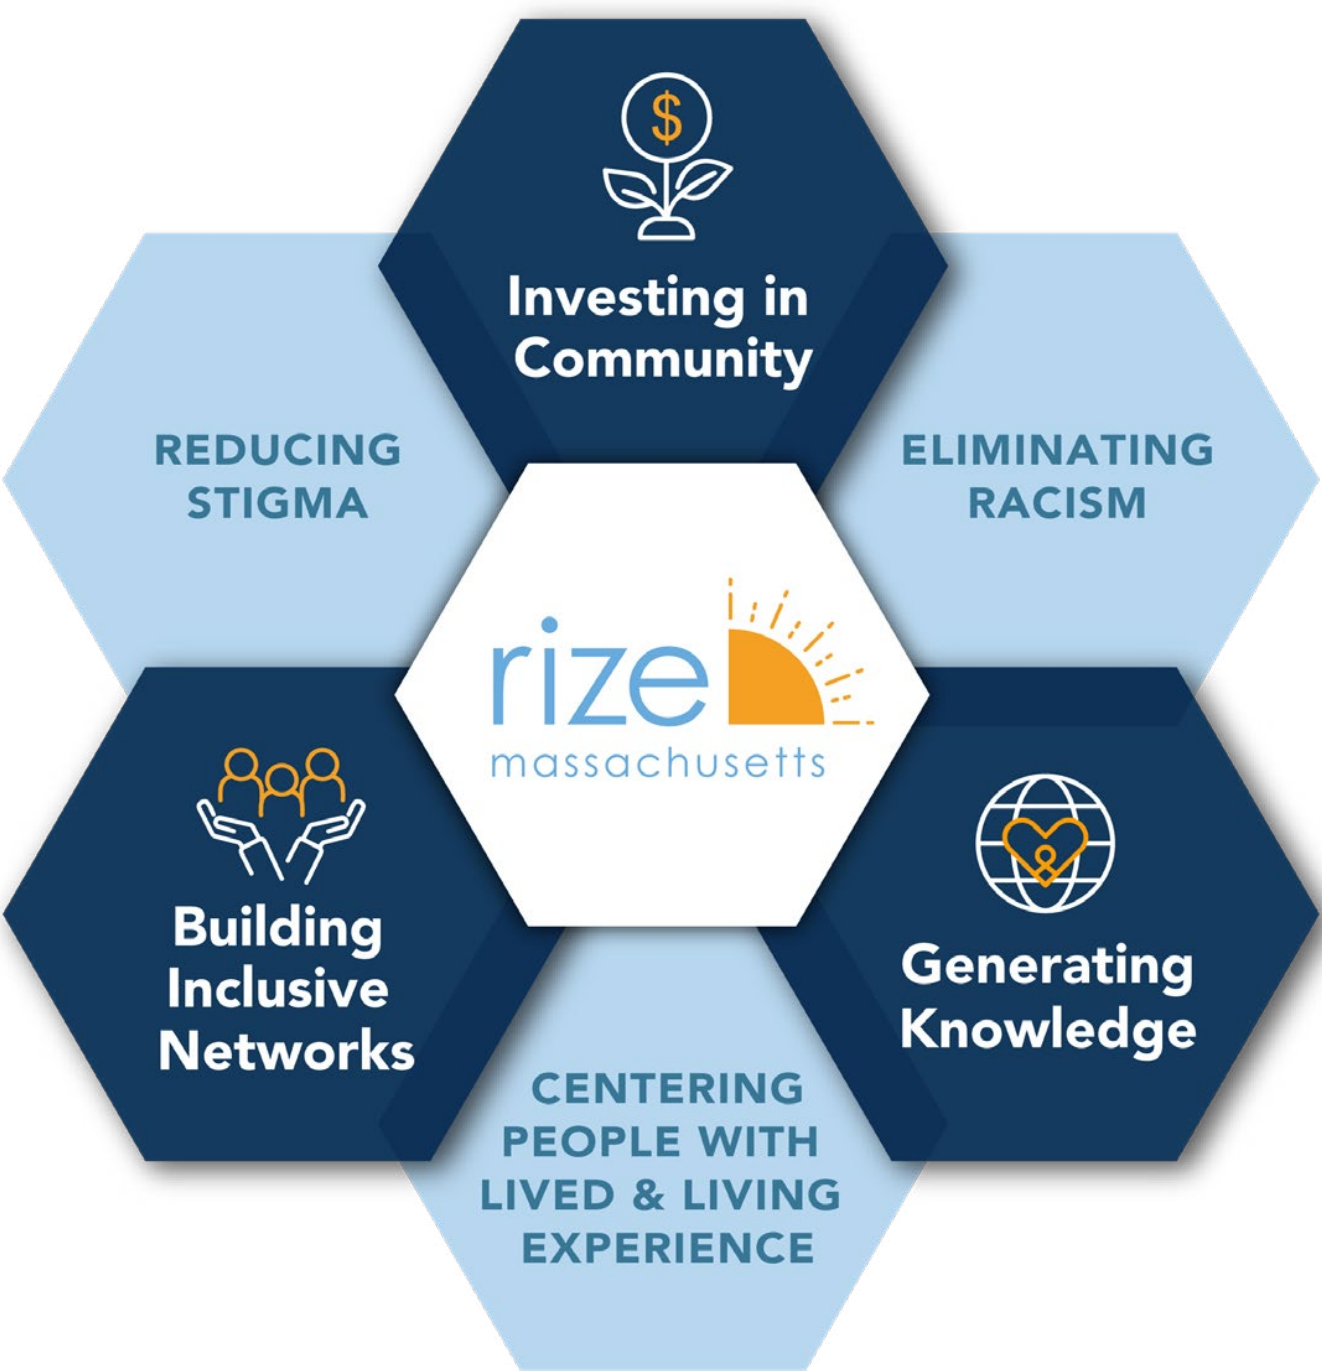 $
Investing in
Community
REDUCING
STIGMA
ELIMINATING
RACISM
rize
massachusetts
Building
Inclusive
Networks
Generating
Knowledge
CENTERING
PEOPLE WITH
LIVED & LIVING
EXPERIENCE